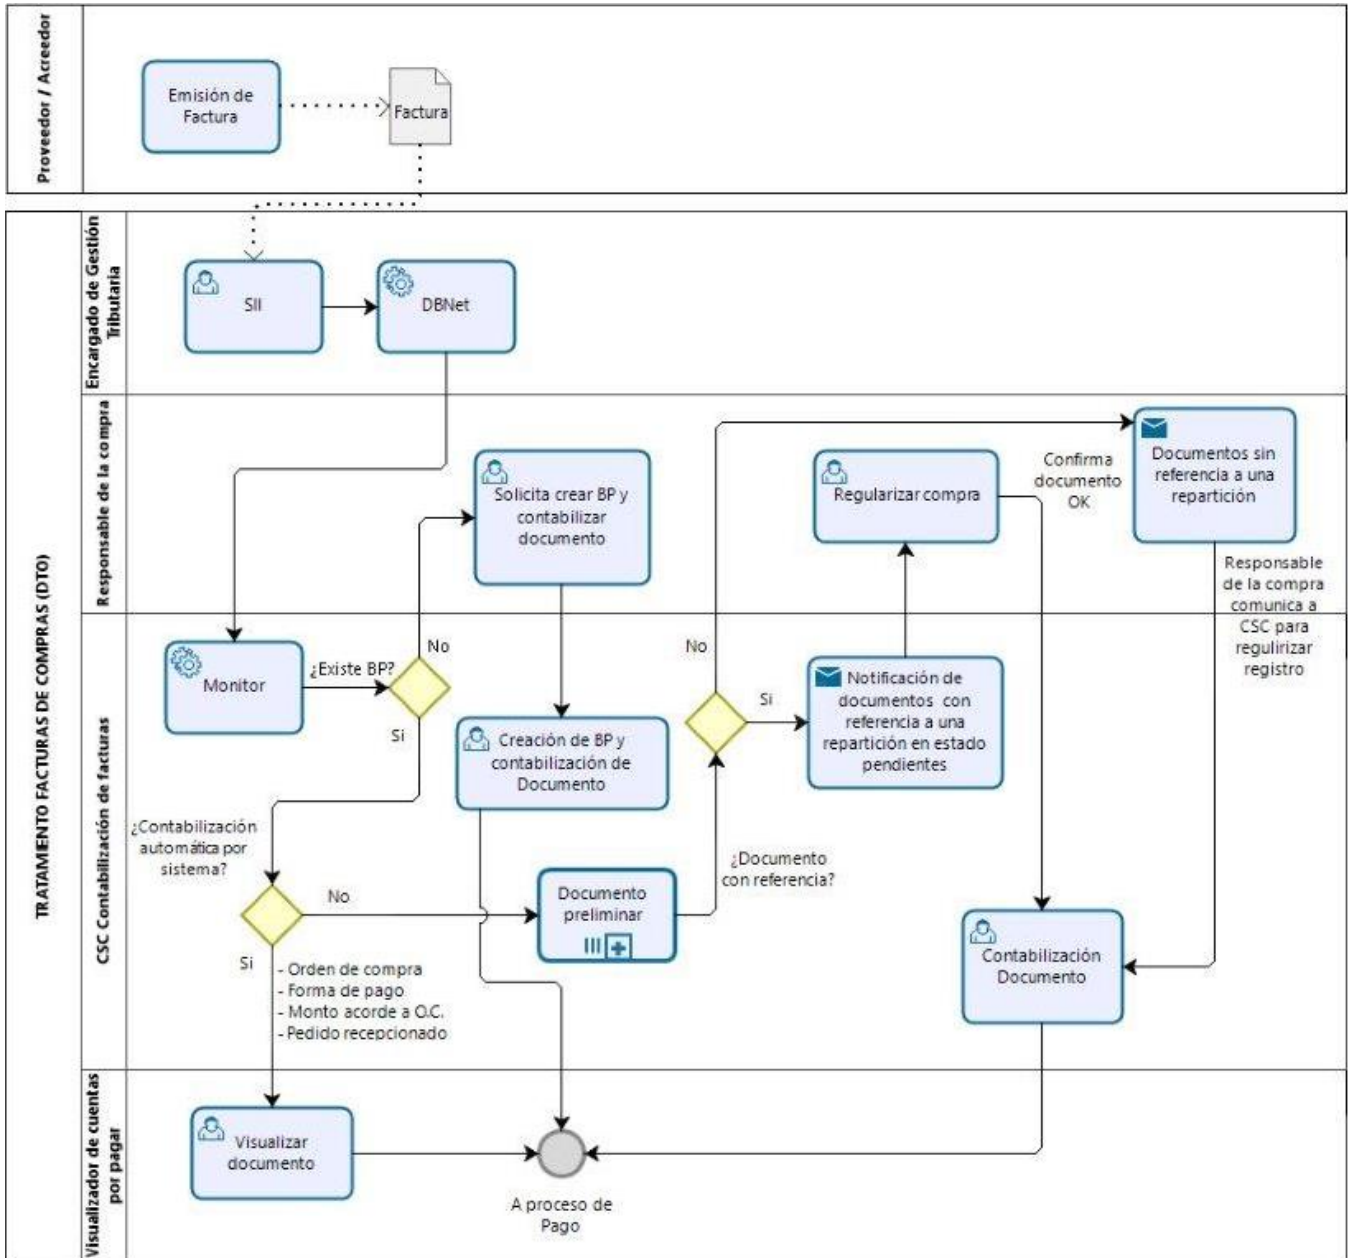 Proveedor / Acreedor
Emisión de
Factura
Factura
TRATAMIENTO FACTURAS DE COMPRAS (DTO)
Encargado de Gestión
Tributaria
SII
DBNet
Responsable de la compra
Solicita crear BP y
contabilizar
documento
Regularizar compra
Confirma
documento
OK
Documentos sin
referencia a una
repartición
Responsable
de la compra
comunica a
CSC para
regulirizar
registro
CSC Contabilización de facturas
Monitor
¿Existe BP?
No
Si
Creación de BP y
contabilización de
Documento
No
Si
Notificación de
documentos con
referencia a una
repartición en estado
pendientes
¿Contabilización
automática por
sistema?
No
Si
- Orden de compra
- Forma de pago
- Monto acorde a O.C.
- Pedido recepcionado
Documento
preliminar
¿Documento
con referencia?
Contabilización
Documento
Visualizador de cuentas
por pagar
Visualizar
documento
A proceso de
Pago